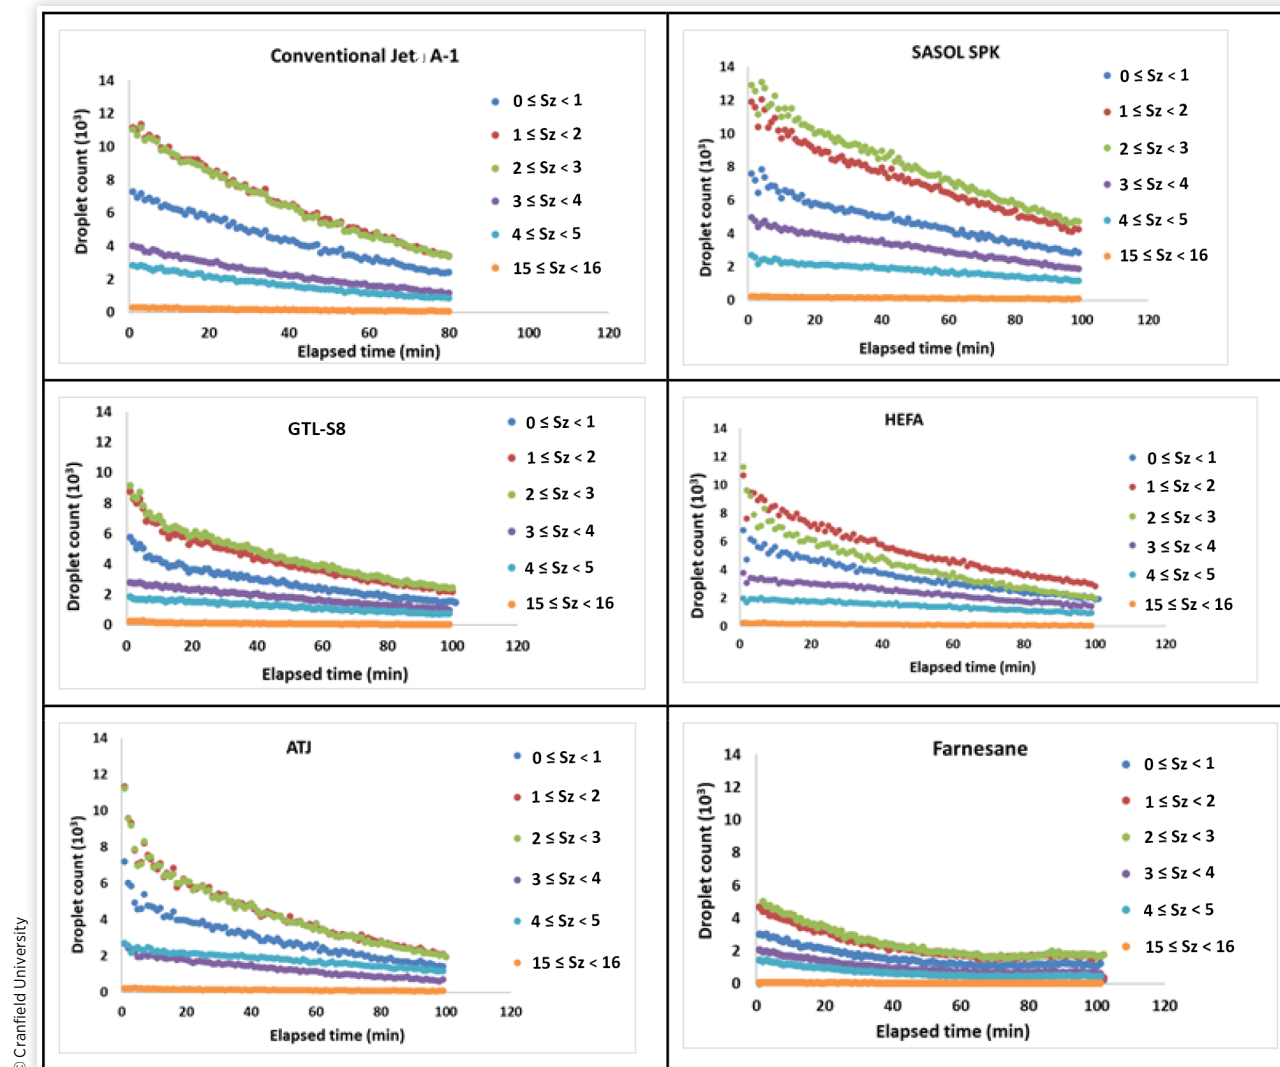 Conventional Jet A-1
Droplet count (10³)
14
12
10
8
6
4
2
0
0 20 40 60 80 100 120
Elapsed time (min)
0 ≤ Sz < 1
1 ≤ Sz < 2
2 ≤ Sz < 3
3 ≤ Sz < 4
4 ≤ Sz < 5
15 ≤ Sz < 16
SASOL SPK
Droplet count (10³)
14
12
10
8
6
4
2
0
0 20 40 60 80 100 120
Elapsed time (min)
0 ≤ Sz < 1
1 ≤ Sz < 2
2 ≤ Sz < 3
3 ≤ Sz < 4
4 ≤ Sz < 5
15 ≤ Sz < 16
GTL-S8
Droplet count (10³)
14
12
10
8
6
4
2
0
0 20 40 60 80 100 120
Elapsed time (min)
0 ≤ Sz < 1
1 ≤ Sz < 2
2 ≤ Sz < 3
3 ≤ Sz < 4
4 ≤ Sz < 5
15 ≤ Sz < 16
HEFA
Droplet count (10³)
14
12
10
8
6
4
2
0
0 20 40 60 80 100 120
Elapsed time (min)
0 ≤ Sz < 1
1 ≤ Sz < 2
2 ≤ Sz < 3
3 ≤ Sz < 4
4 ≤ Sz < 5
15 ≤ Sz < 16
ATJ
Droplet count (10³)
14
12
10
8
6
4
2
0
0 20 40 60 80 100 120
Elapsed time (min)
0 ≤ Sz < 1
1 ≤ Sz < 2
2 ≤ Sz < 3
3 ≤ Sz < 4
4 ≤ Sz < 5
15 ≤ Sz < 16
Farnesane
Droplet count (10³)
14
12
10
8
6
4
2
0
0 20 40 60 80 100 120
Elapsed time (min)
0 ≤ Sz < 1
1 ≤ Sz < 2
2 ≤ Sz < 3
3 ≤ Sz < 4
4 ≤ Sz < 5
15 ≤ Sz < 16
© Cranfield University